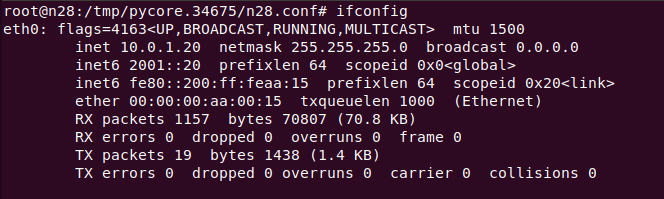 root@n28:/tmp/pycore.34675/n28.conf# ifconfig
eth0: flags=4163<UP,BROADCAST,RUNNING,MULTICAST>  mtu 1500
        inet 10.0.1.20  netmask 255.255.255.0  broadcast 0.0.0.0
        inet6 2001::20  prefixlen 64  scopeid 0x0<global>
        inet6 fe80::200:ff:feaa:15  prefixlen 64  scopeid 0x20<link>
        ether 00:00:00:aa:00:15  txqueuelen 1000  (Ethernet)
        RX packets 1157  bytes 70807 (70.8 KB)
        RX errors 0  dropped 0  overruns 0  frame 0
        TX packets 19  bytes 1438 (1.4 KB)
        TX errors 0  dropped 0 overruns 0  carrier 0  collisions 0